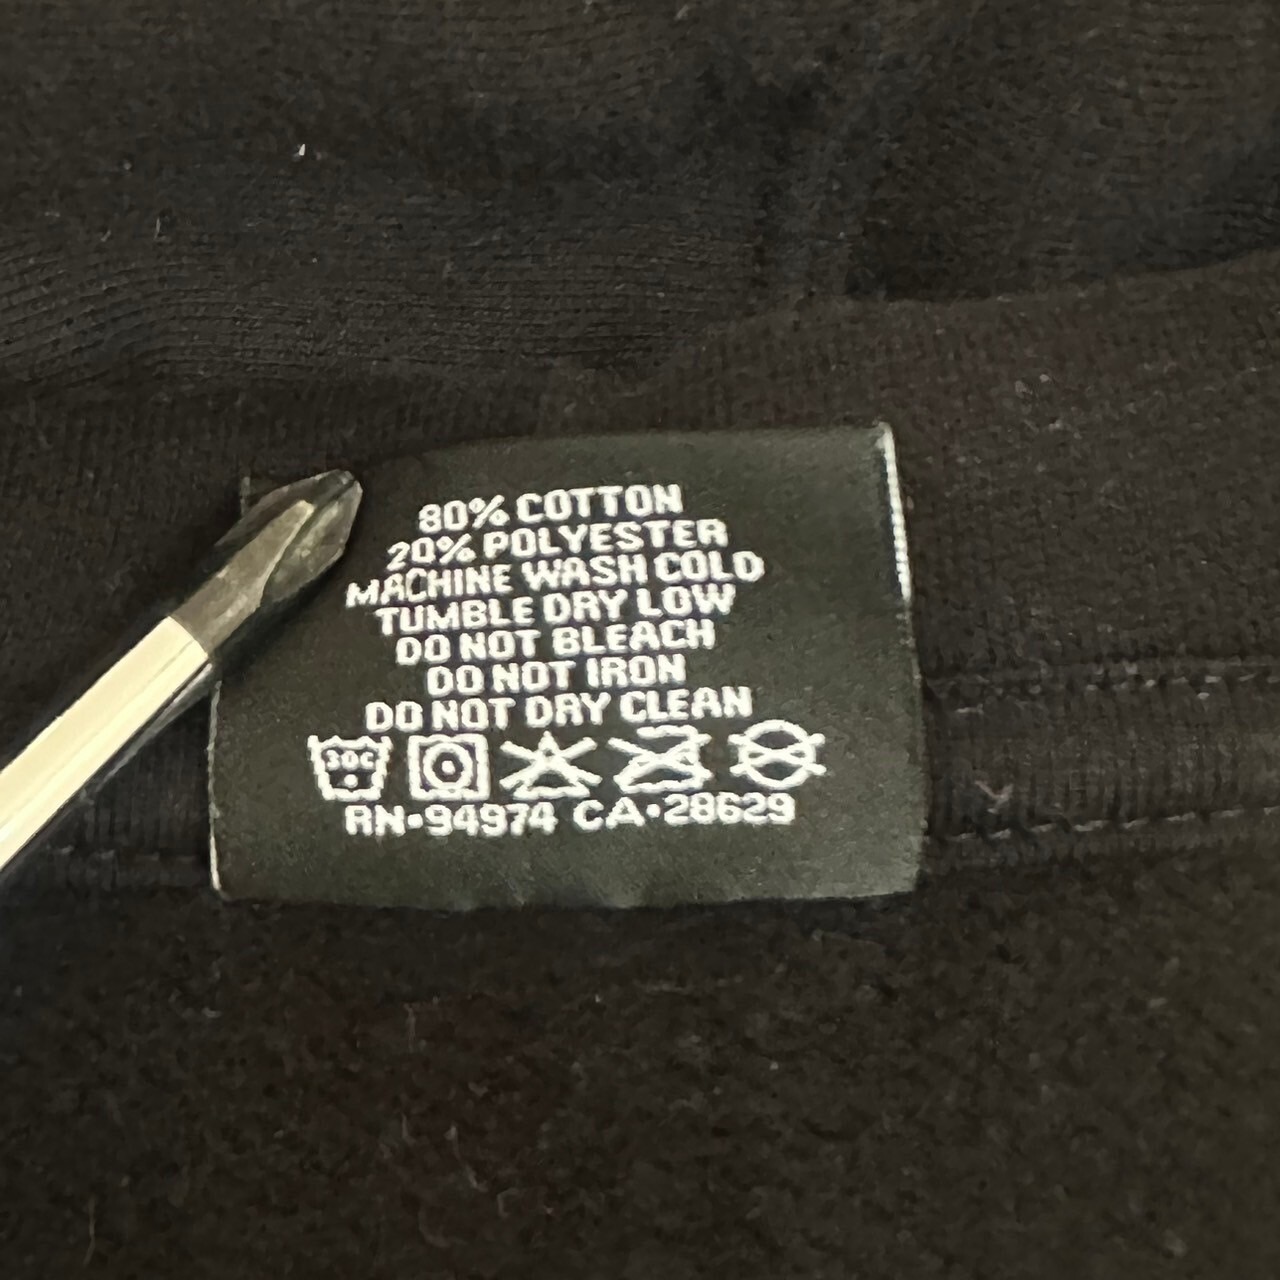 80% COTTON
20% POLYESTER
MACHINE WASH COLD
TUMBLE DRY LOW
DO NOT BLEACH
DO NOT IRON
DO NOT DRY CLEAN
30C
RN•94974 CA•28629